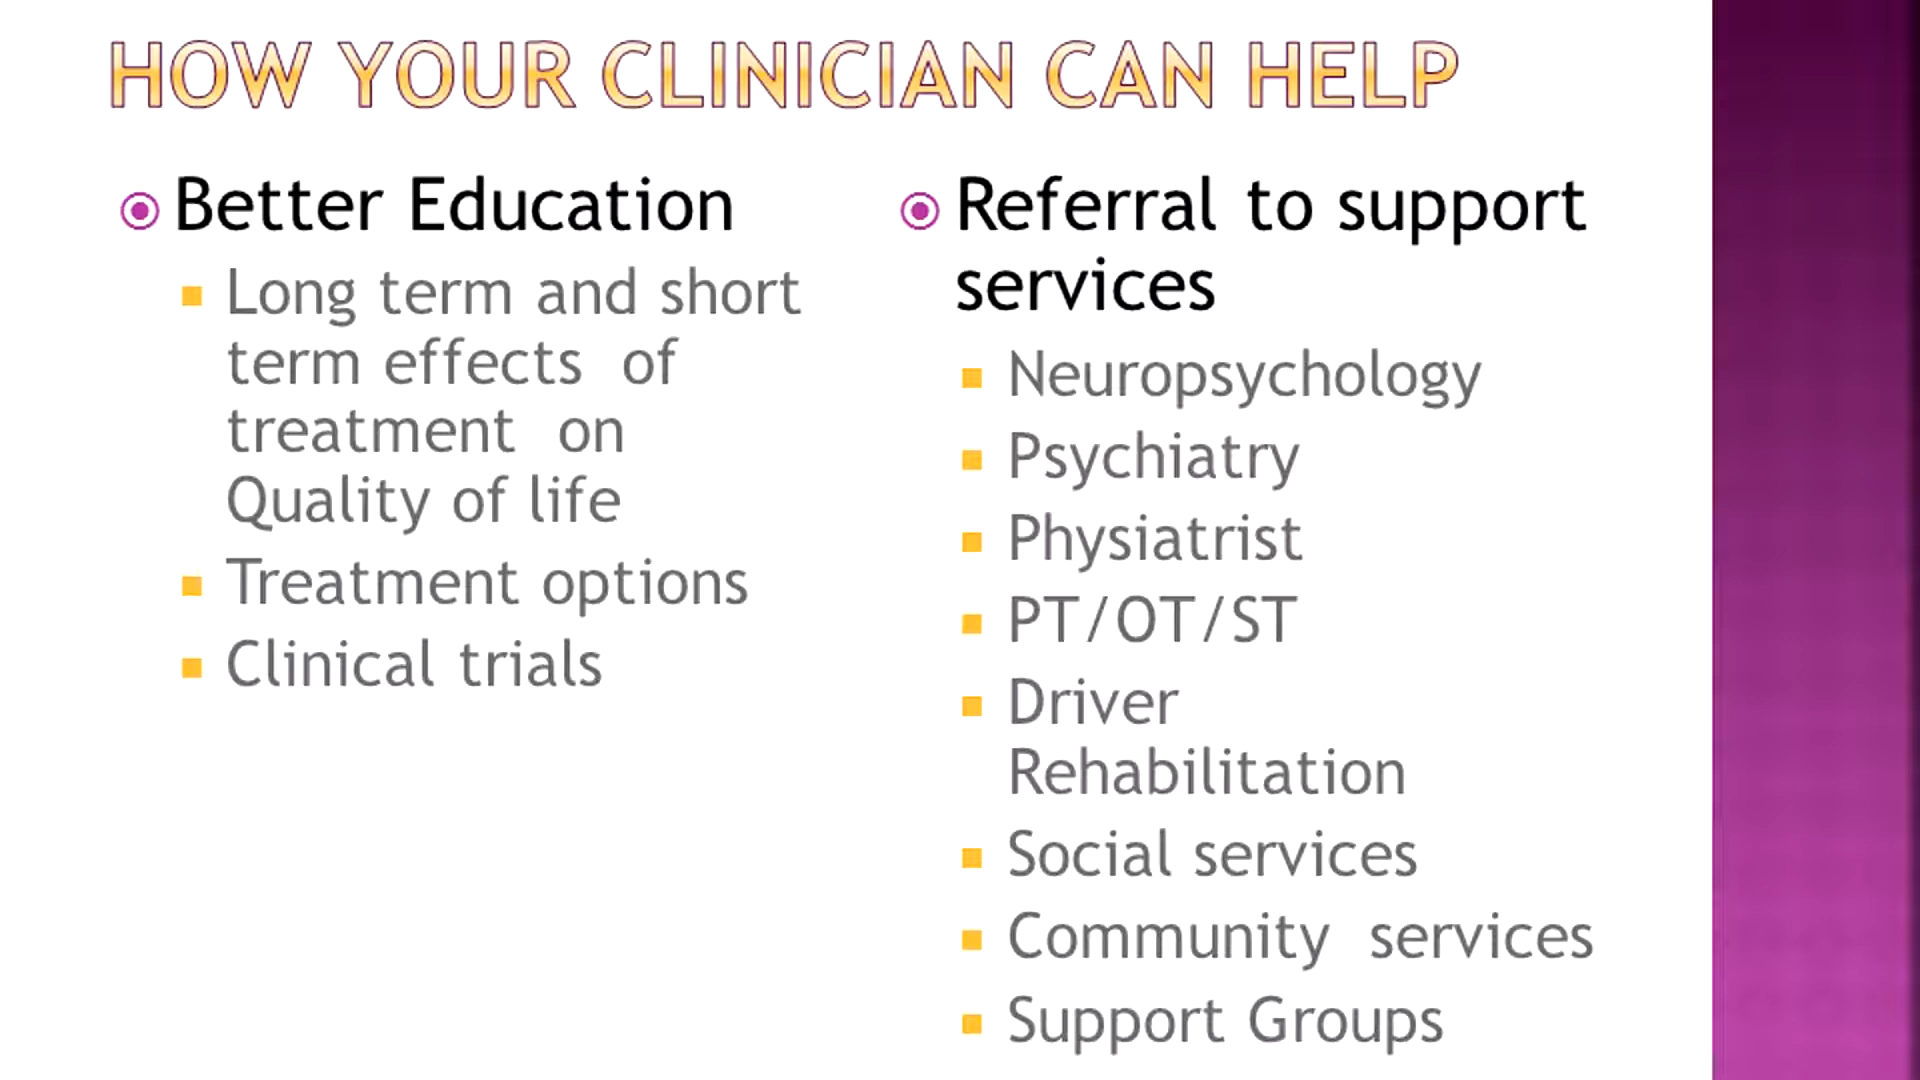 HOW YOUR CLINICIAN CAN HELP
Better Education
Long term and short
term effects of
treatment on
Quality of life
Treatment options
Clinical trials
Referral to support
services
Neuropsychology
Psychiatry
Physiatrist
PT/OT/ST
Driver
Rehabilitation
Social services
Community services
Support Groups